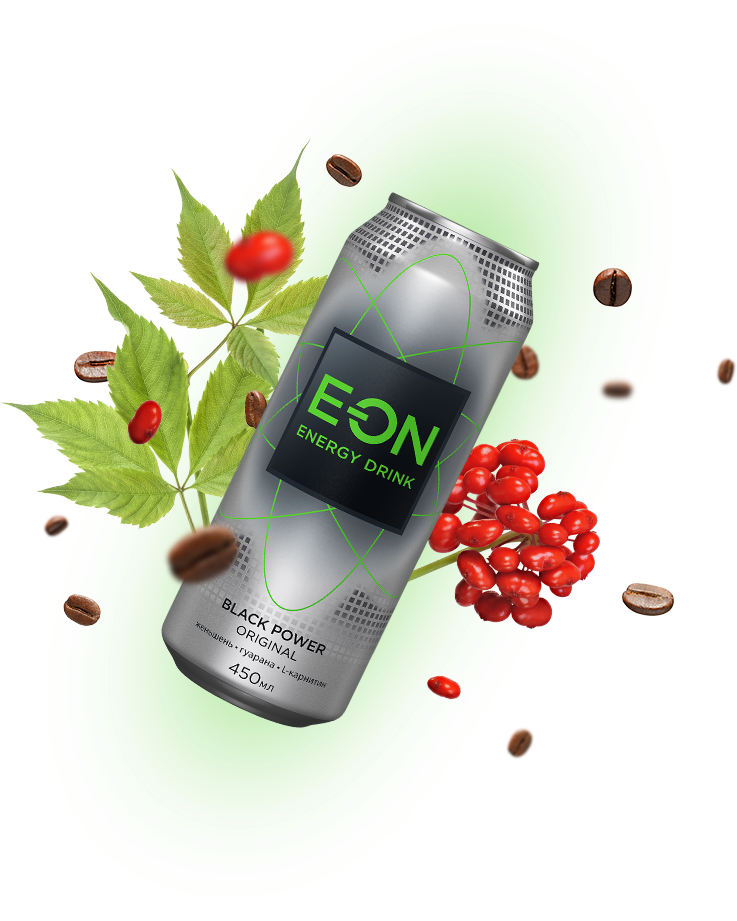 E-ON
ENERGY DRINK
BLACK POWER
ORIGINAL
женьшень • гуарана • L-карнитин
450мл